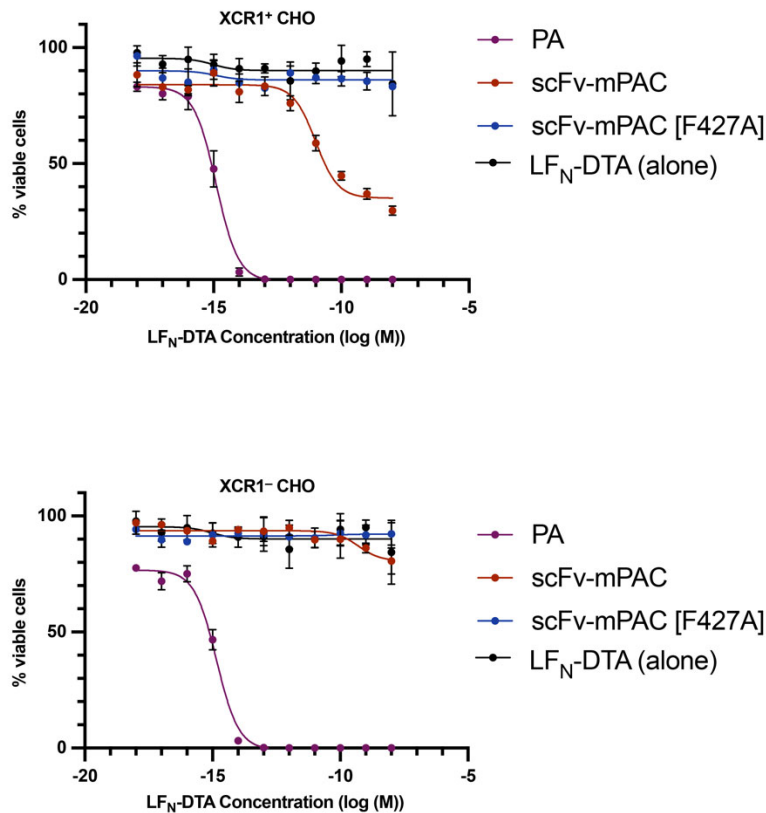 XCR1⁺ CHO
% viable cells
100
50
0
-20
-15
-10
-5
LFN-DTA Concentration (log (M))
PA
scFv-mPAC
scFv-mPAC [F427A]
LFN-DTA (alone)
XCR1⁻ CHO
% viable cells
100
50
0
-20
-15
-10
-5
LFN-DTA Concentration (log (M))
PA
scFv-mPAC
scFv-mPAC [F427A]
LFN-DTA (alone)